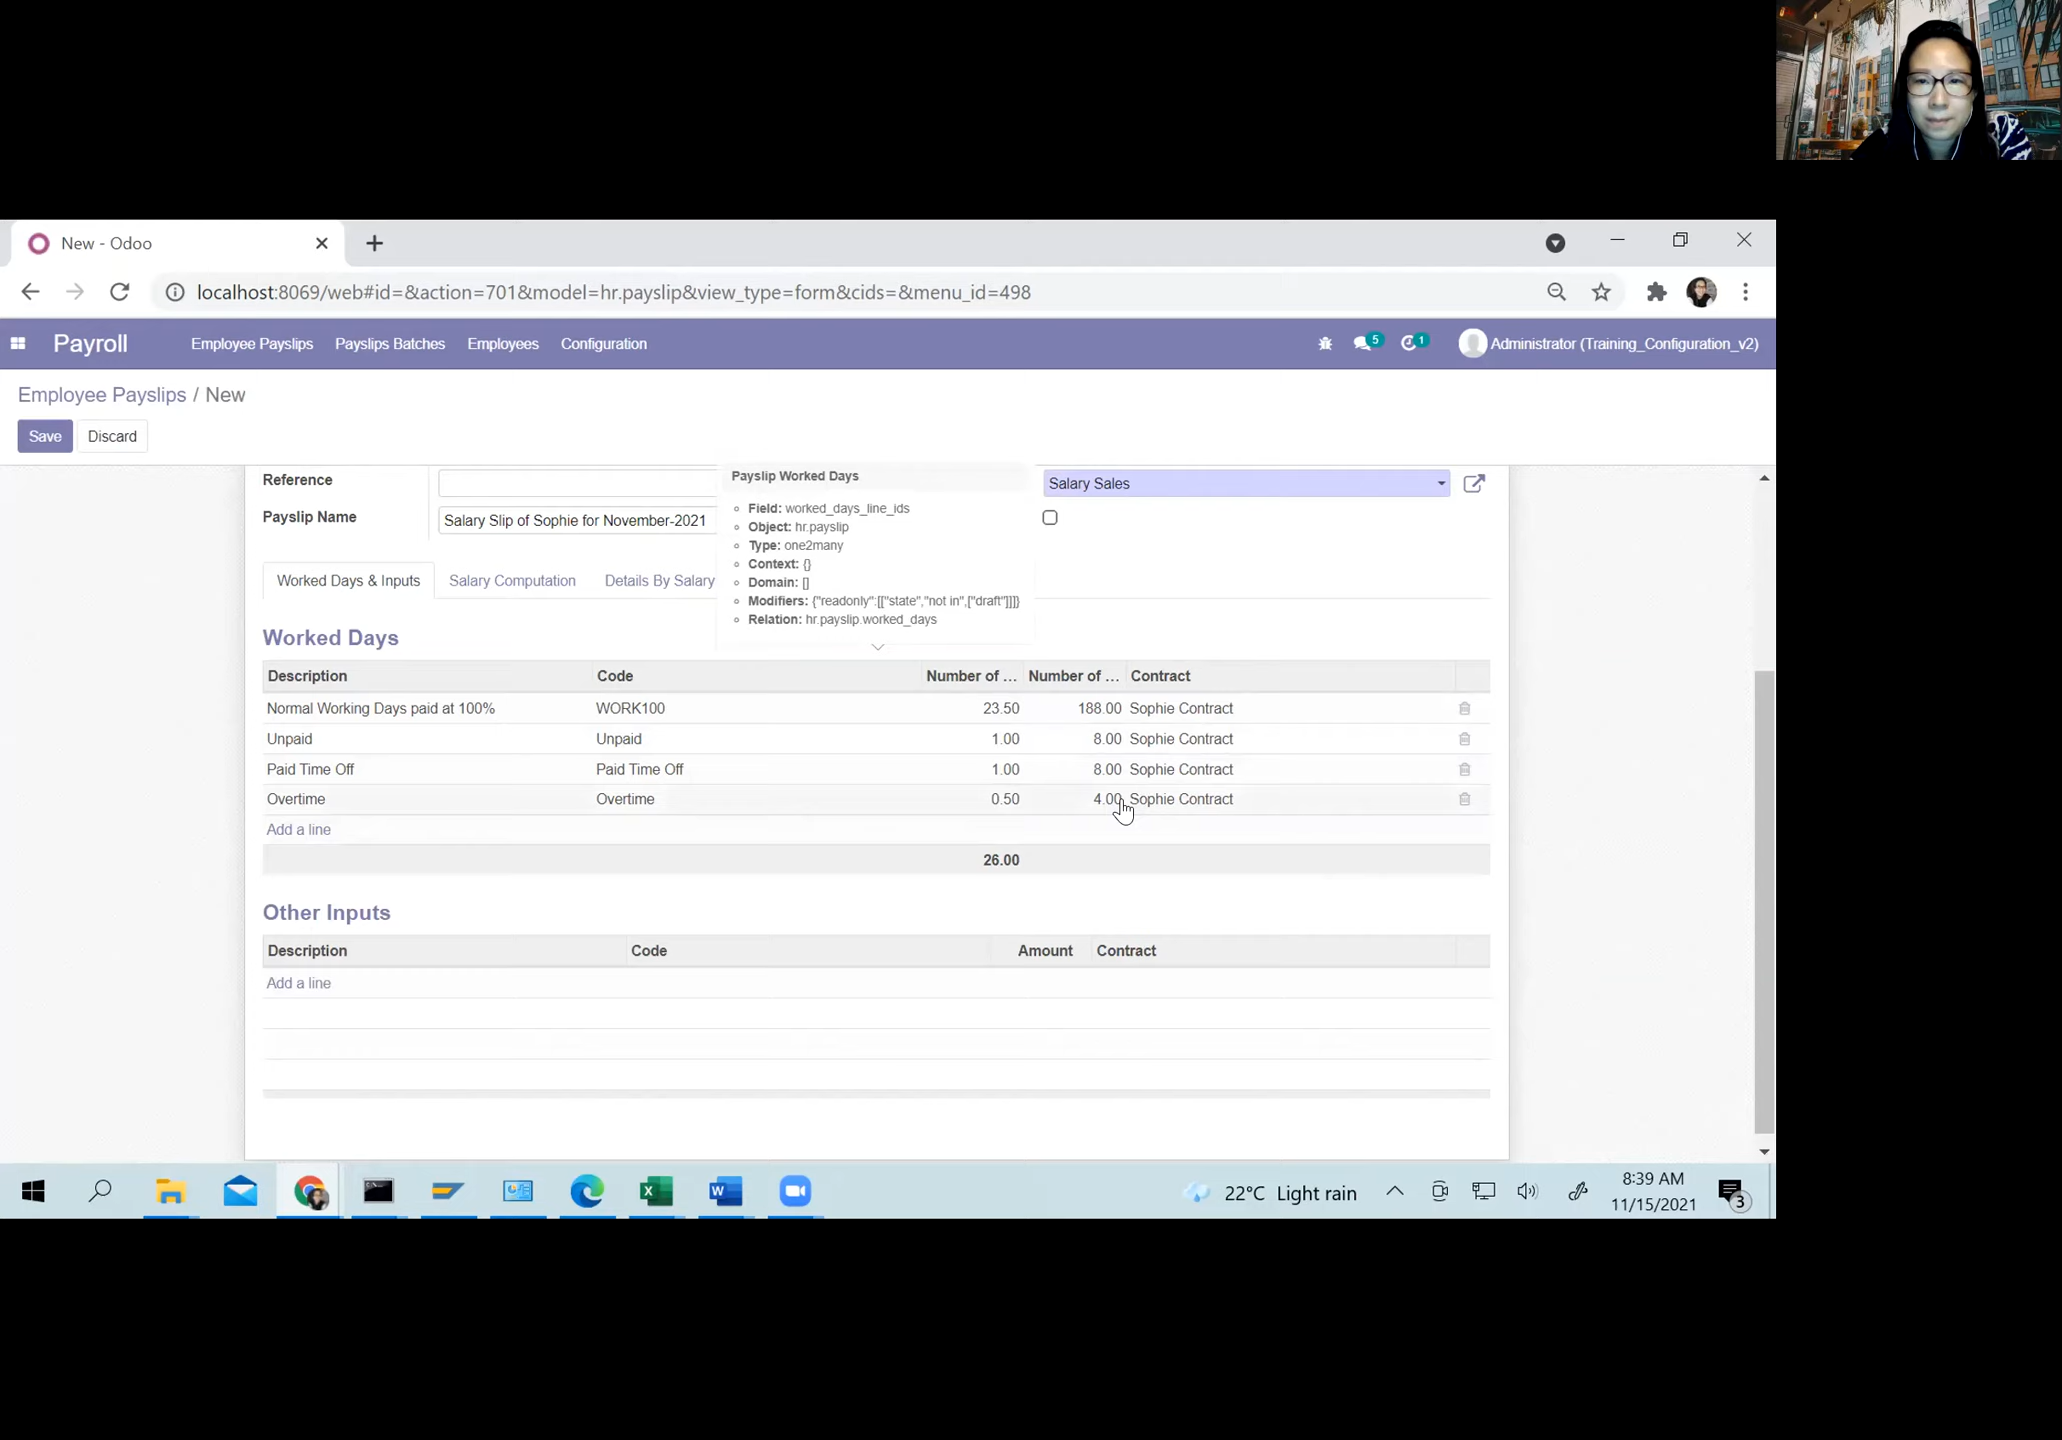 New - Odoo
localhost:8069/web#id=&action=701&model=hr.payslip&view_type=form&cids=&menu_id=498
Payroll Employee Payslips Payslips Batches Employees Configuration 5 1 Administrator (Training_Configuration_v2)
Employee Payslips / New
Save Discard
Reference Payslip Worked Days Salary Sales
Field: worked_days_line_ids
Payslip Name Salary Slip of Sophie for November-2021
Object: hr.payslip
Type: one2many
Context: {}
Domain: []
Worked Days & Inputs Salary Computation Details By Salary
Modifiers: {"readonly":[["state","not in",["draft"]]]}
Relation: hr.payslip.worked_days
Worked Days
Description Code Number of ... Number of ... Contract
Normal Working Days paid at 100% WORK100 23.50 188.00 Sophie Contract
Unpaid Unpaid 1.00 8.00 Sophie Contract
Paid Time Off Paid Time Off 1.00 8.00 Sophie Contract
Overtime Overtime 0.50 4.00 Sophie Contract
Add a line
26.00
Other Inputs
Description Code Amount Contract
Add a line
22°C Light rain 8:39 AM
11/15/2021 3